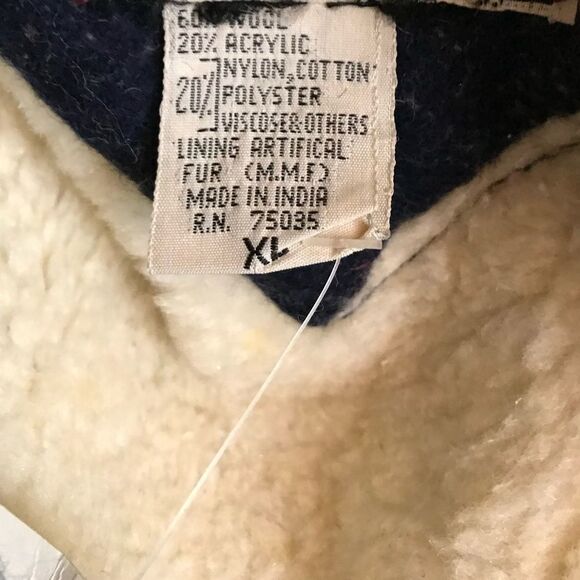 60% WOOL
20% ACRYLIC
NYLON, COTTON
20% POLYSTER
VISCOSE&OTHERS
LINING ARTIFICAL
FUR (M.M.F)
MADE IN INDIA
R.N. 75035
XL